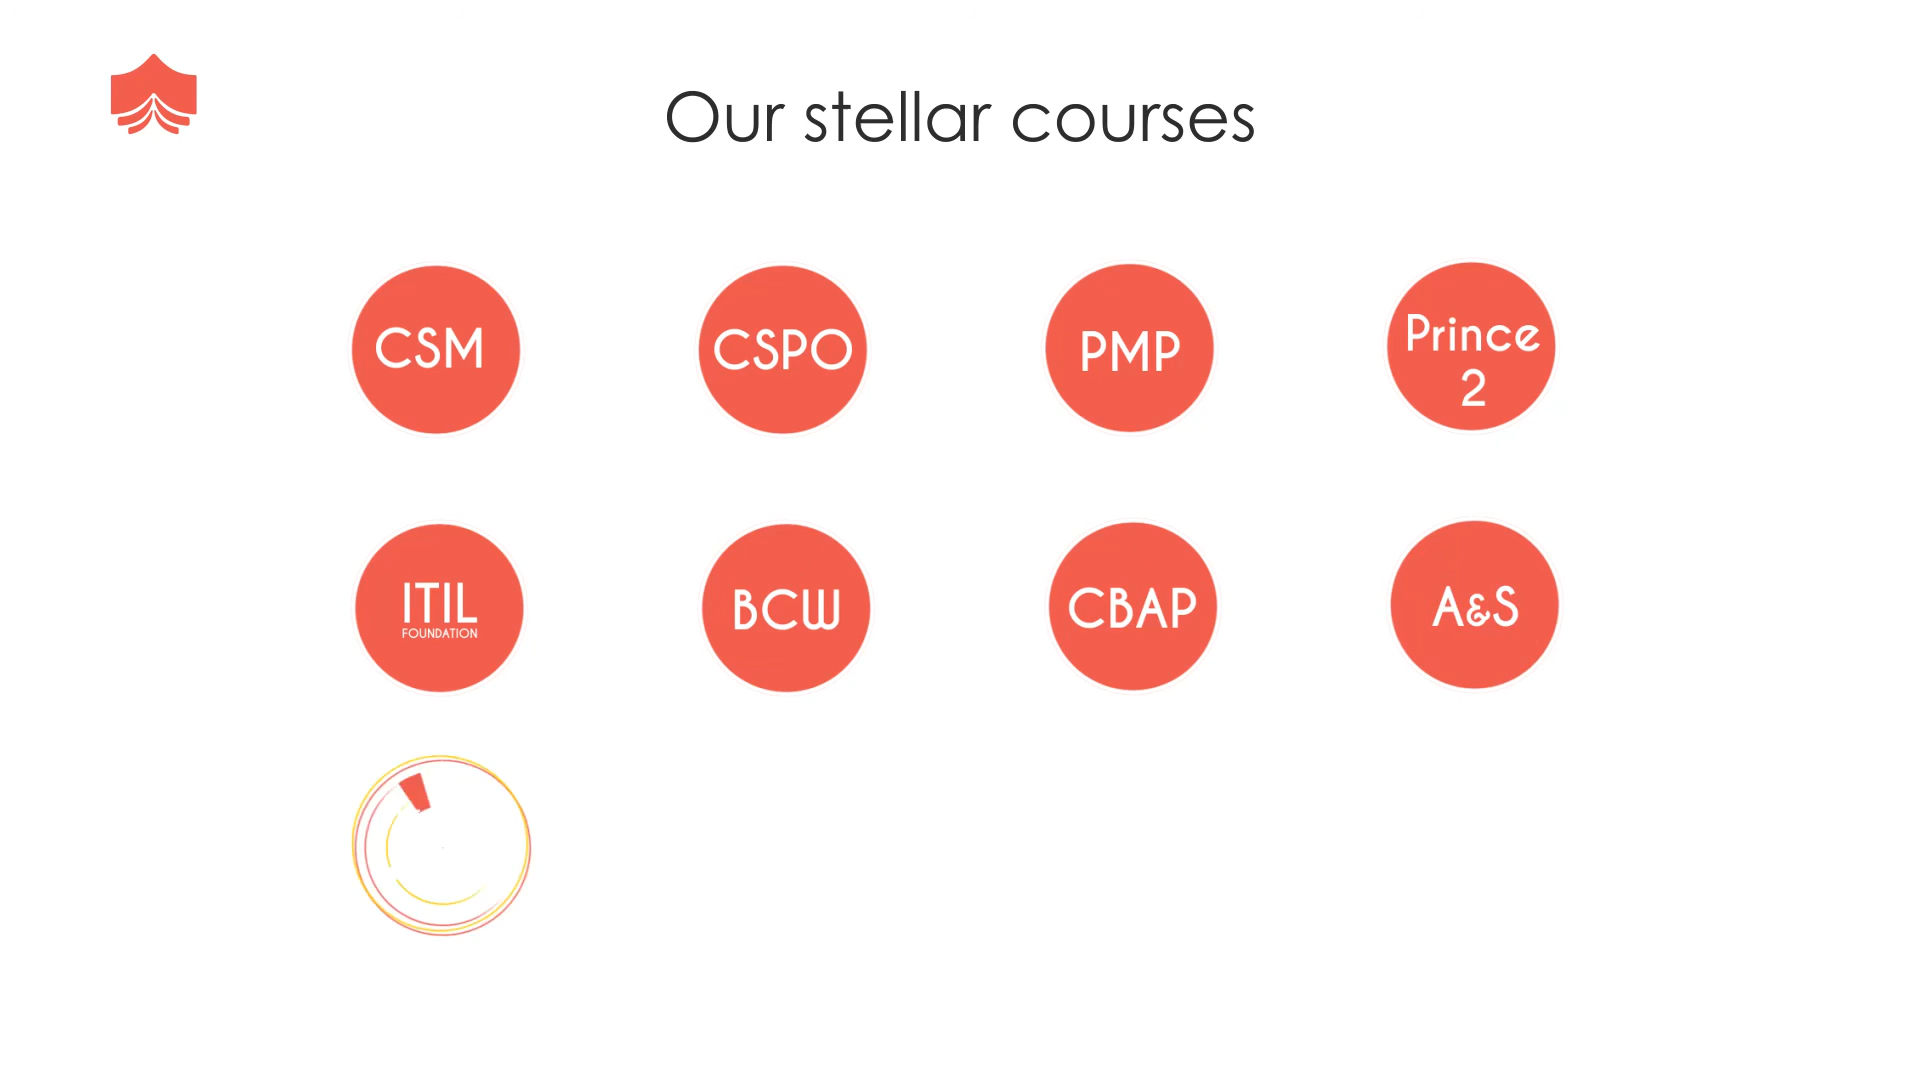 Our stellar courses
CSM
CSPO
PMP
Prince
2
ITIL
FOUNDATION
BCW
CBAP
A&S